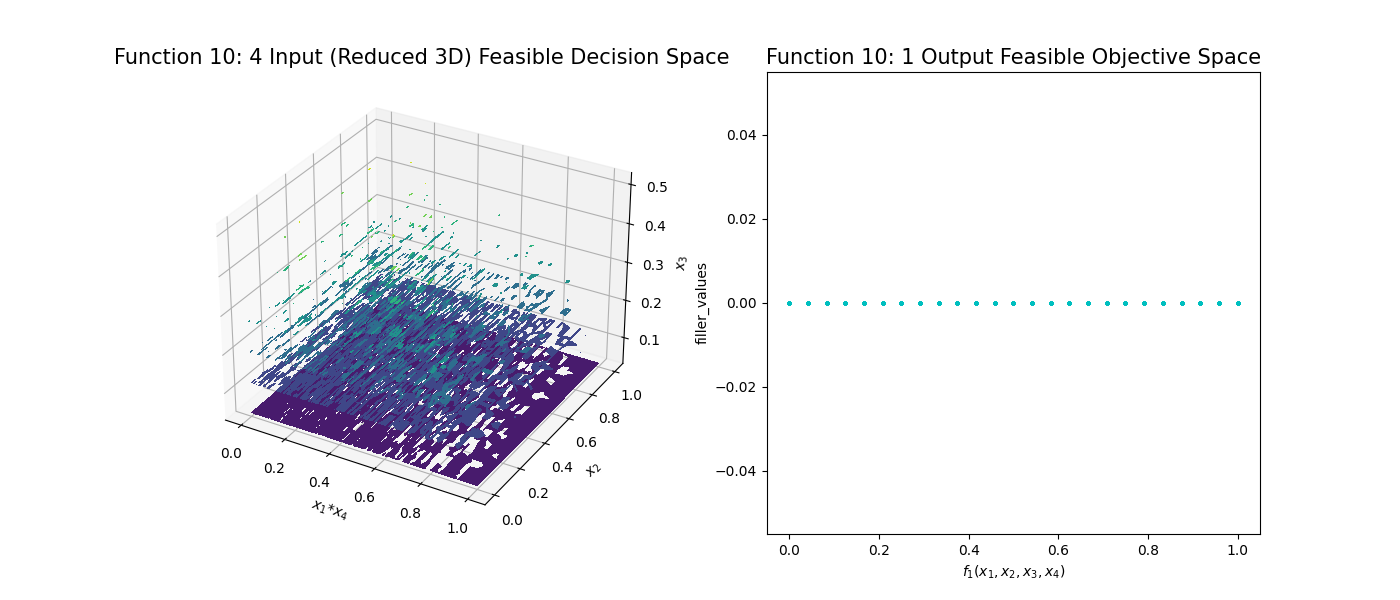 Function 10: 4 Input (Reduced 3D) Feasible Decision Space
0.5
0.4
0.3
0.2
0.1
x₃
0.0
0.2
0.4
0.6
0.8
1.0
x₁*x₄
0.0
0.2
0.4
0.6
0.8
1.0
x₂
Function 10: 1 Output Feasible Objective Space
0.04
0.02
0.00
−0.02
−0.04
filler_values
0.0 0.2 0.4 0.6 0.8 1.0
f₁(x₁, x₂, x₃, x₄)